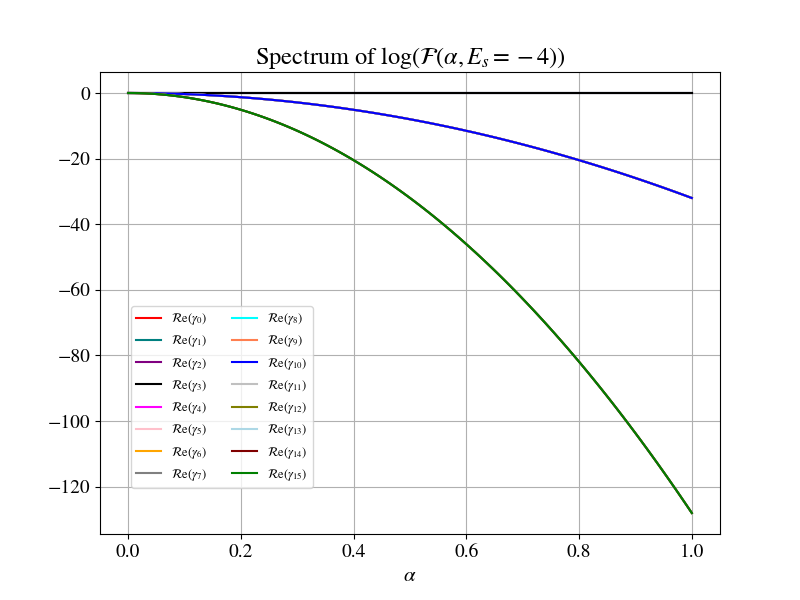 Spectrum of log(ℱ(α, Eₛ = −4))
0
−20
−40
−60
−80
−100
−120
ℛe(γ₀) ℛe(γ₈)
ℛe(γ₁) ℛe(γ₉)
ℛe(γ₂) ℛe(γ₁₀)
ℛe(γ₃) ℛe(γ₁₁)
ℛe(γ₄) ℛe(γ₁₂)
ℛe(γ₅) ℛe(γ₁₃)
ℛe(γ₆) ℛe(γ₁₄)
ℛe(γ₇) ℛe(γ₁₅)
0.0 0.2 0.4 0.6 0.8 1.0
α